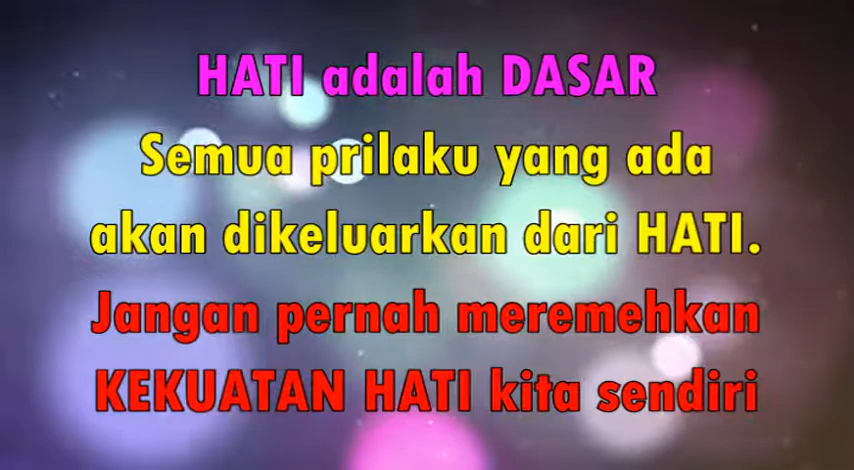 HATI adalah DASAR
Semua prilaku yang ada
akan dikeluarkan dari HATI.
Jangan pernah meremehkan
KEKUATAN HATI kita sendiri